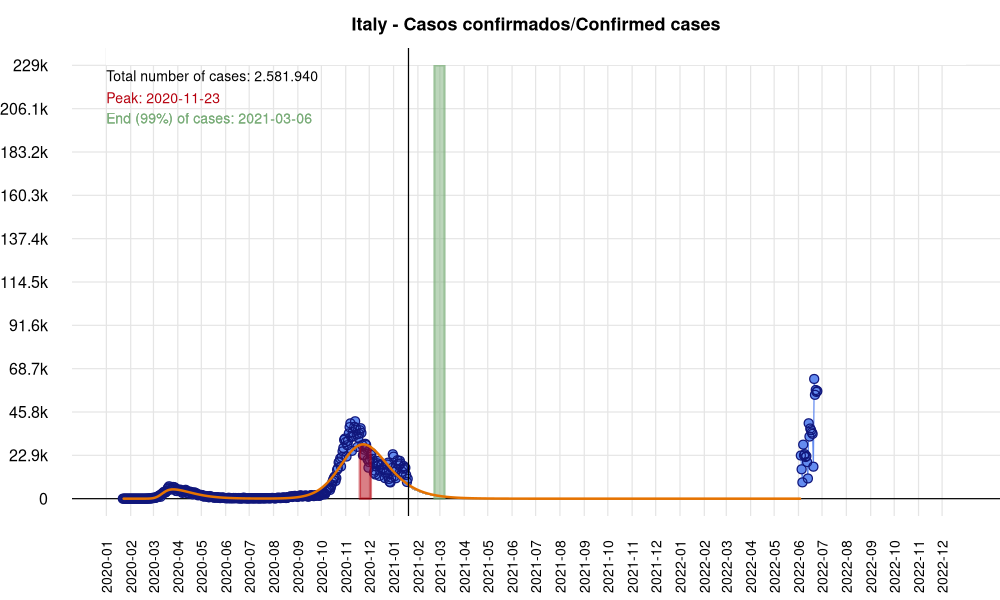 Italy - Casos confirmados/Confirmed cases
Total number of cases: 2.581.940
Peak: 2020-11-23
End (99%) of cases: 2021-03-06
229k
206.1k
183.2k
160.3k
137.4k
114.5k
91.6k
68.7k
45.8k
22.9k
0
2020-01
2020-02
2020-03
2020-04
2020-05
2020-06
2020-07
2020-08
2020-09
2020-10
2020-11
2020-12
2021-01
2021-02
2021-03
2021-04
2021-05
2021-06
2021-07
2021-08
2021-09
2021-10
2021-11
2021-12
2022-01
2022-02
2022-03
2022-04
2022-05
2022-06
2022-07
2022-08
2022-09
2022-10
2022-11
2022-12